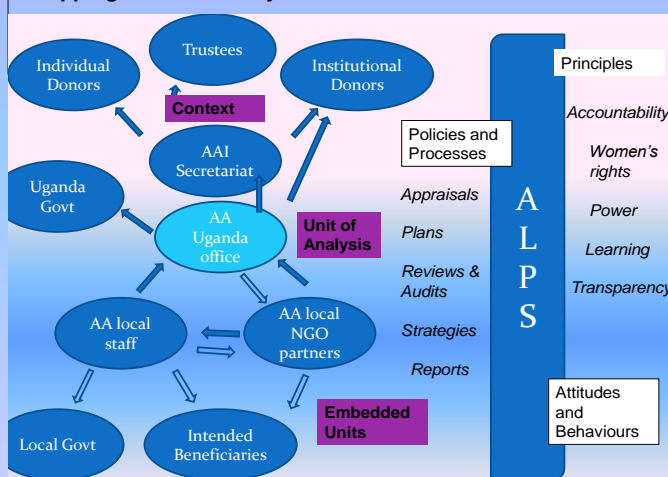 Trustees
Individual
Donors
Institutional
Donors
Context
AAI
Secretariat
Uganda
Govt
AA
Uganda
office
Unit of
Analysis
AA local
staff
AA local
NGO
partners
Embedded
Units
Local Govt
Intended
Beneficiaries
Policies and
Processes
Appraisals
Plans
Reviews &
Audits
Strategies
Reports
A
L
P
S
Principles
Accountability
Women's
rights
Power
Learning
Transparency
Attitudes
and
Behaviours